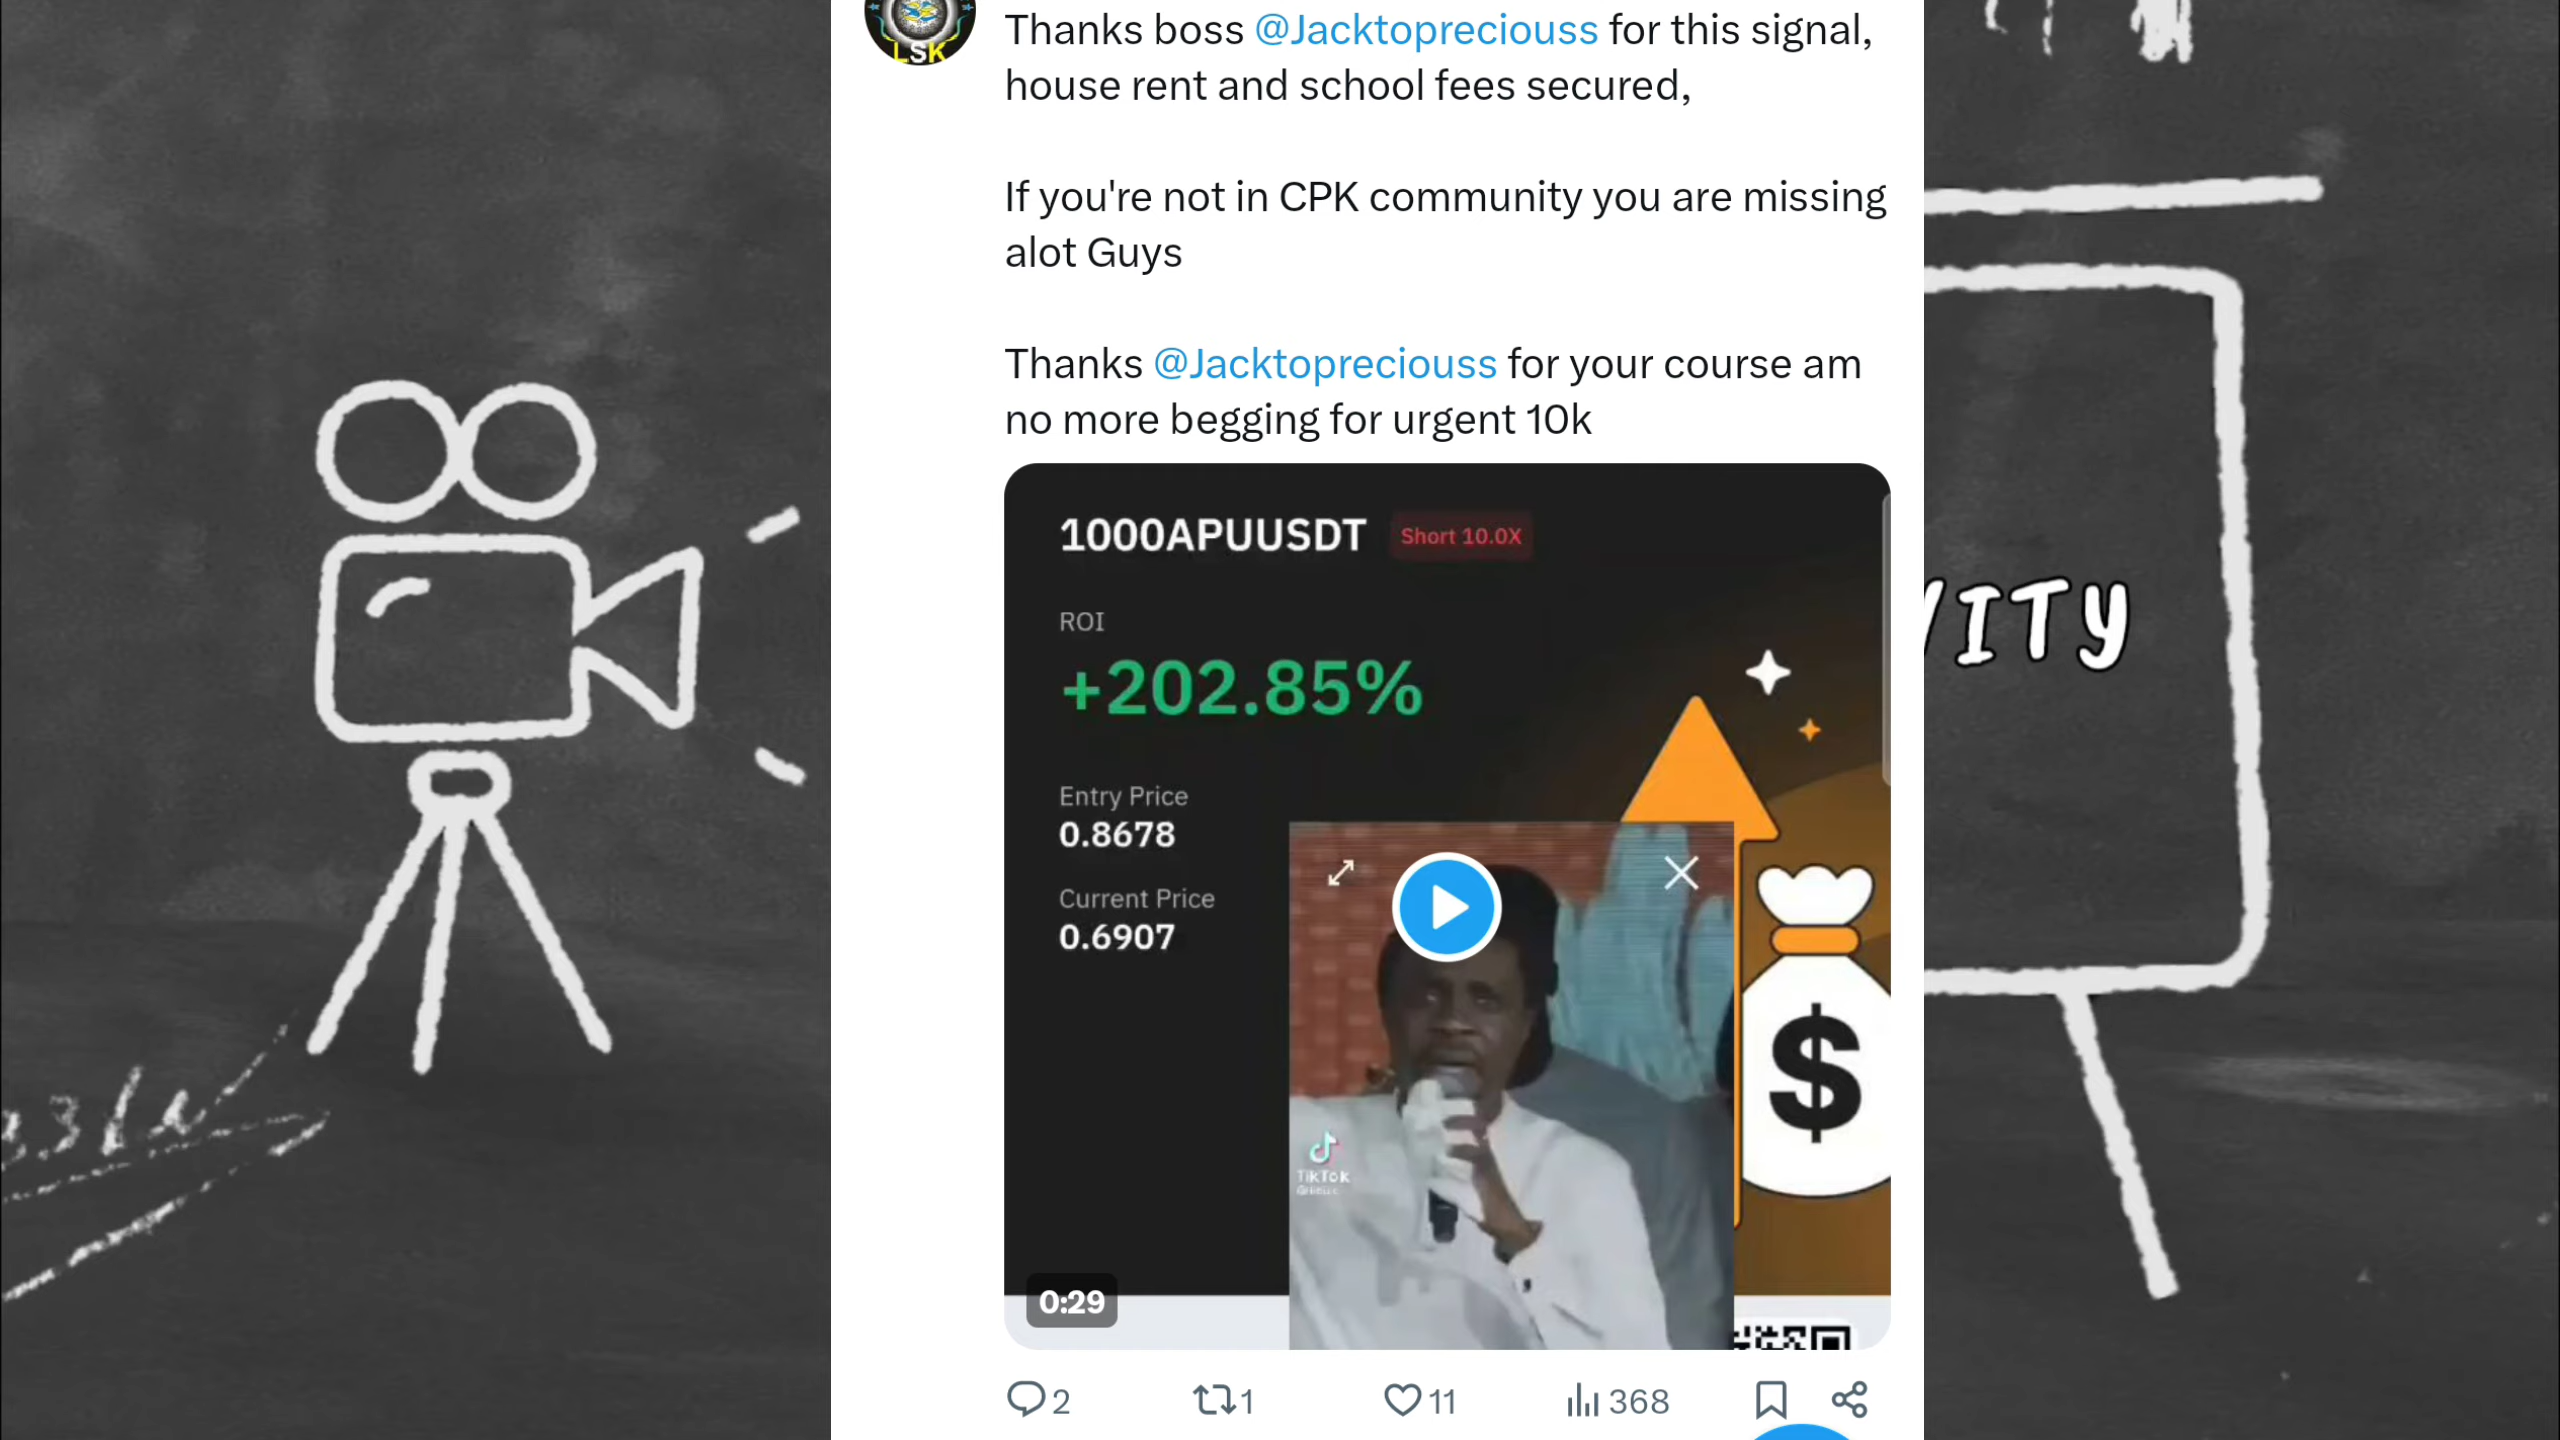 LSK
Thanks boss @Jacktopreciouss for this signal,
house rent and school fees secured,
If you're not in CPK community you are missing
alot Guys
Thanks @Jacktopreciouss for your course am
no more begging for urgent 10k
1000APUUSDT Short 10.0X
ROI
+202.85%
Entry Price
0.8678
Current Price
0.6907
$
TikTok
0:29
2 1 11 368
ITY